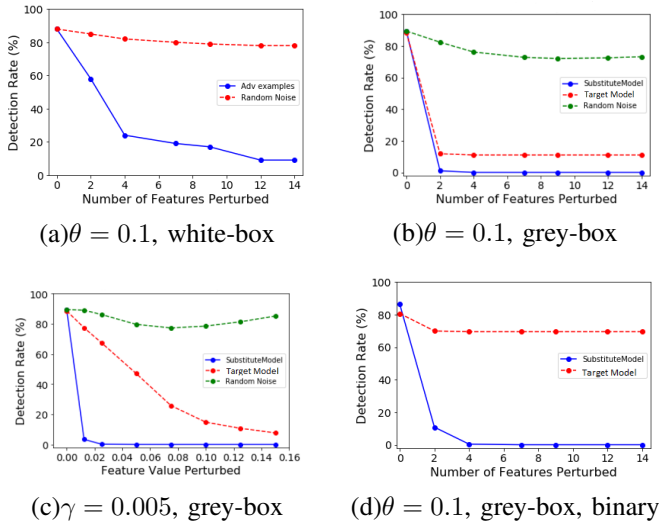 100
80
60
40
20
0
Detection Rate (%)
Adv examples
Random Noise
0 2 4 6 8 10 12 14
Number of Features Perturbed
(a)θ = 0.1, white-box
100
80
60
40
20
0
Detection Rate (%)
SubstituteModel
Target Model
Random Noise
0 2 4 6 8 10 12 14
Number of Features Perturbed
(b)θ = 0.1, grey-box
100
80
60
40
20
0
Detection Rate (%)
SubstituteModel
Target Model
Random Noise
0.00 0.02 0.04 0.06 0.08 0.10 0.12 0.14 0.16
Feature Value Perturbed
(c)γ = 0.005, grey-box
100
80
60
40
20
0
Detection Rate (%)
SubstituteModel
Target Model
0 2 4 6 8 10 12 14
Number of Features Perturbed
(d)θ = 0.1, grey-box, binary